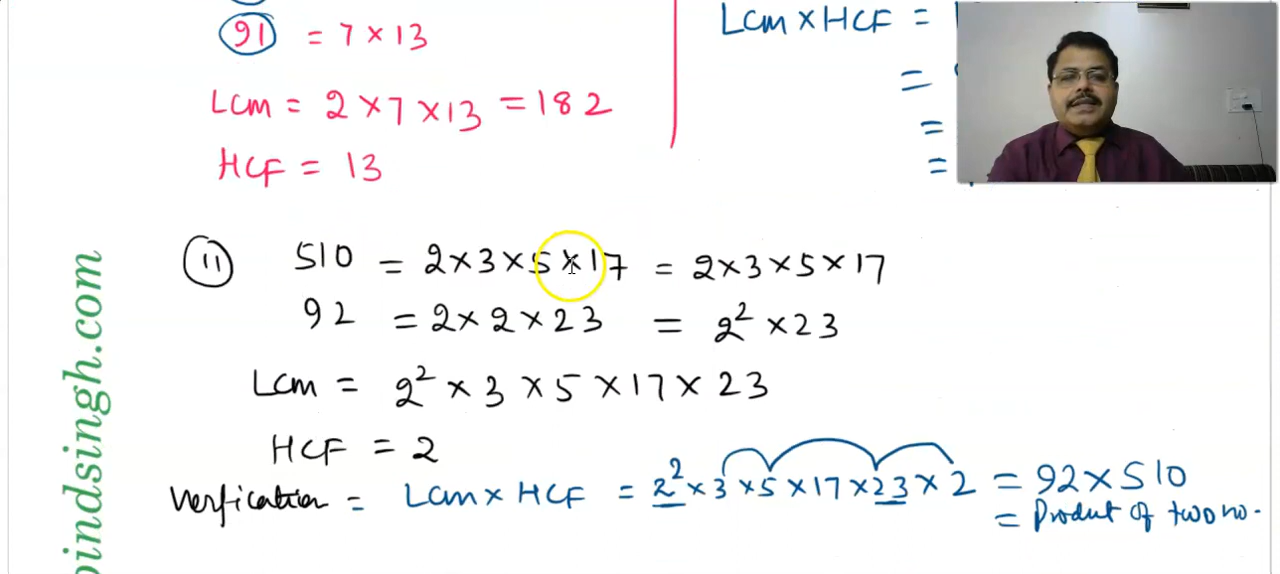 91 = 7 × 13
LCM = 2 × 7 × 13 = 182
HCF = 13
LCM × HCF =
=
=
=
(11) 510 = 2 × 3 × 5 × 17 = 2 × 3 × 5 × 17
92 = 2 × 2 × 23 = 2² × 23
LCM = 2² × 3 × 5 × 17 × 23
HCF = 2
Verfication = LCM × HCF = 2² × 3 × 5 × 17 × 23 × 2 = 92 × 510
= Product of two no.
pindsingh.com